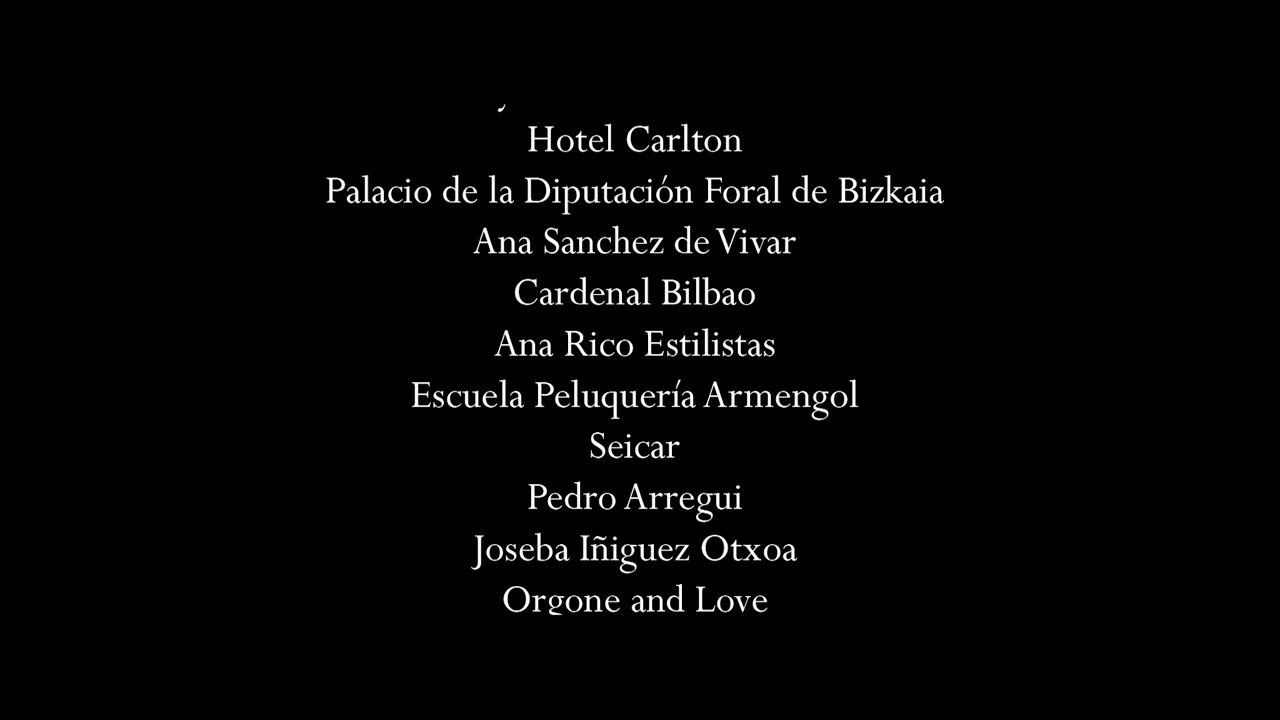 Hotel Carlton
Palacio de la Diputación Foral de Bizkaia
Ana Sanchez de Vivar
Cardenal Bilbao
Ana Rico Estilistas
Escuela Peluquería Armengol
Seicar
Pedro Arregui
Joseba Iñiguez Otxoa
Orgone and Love